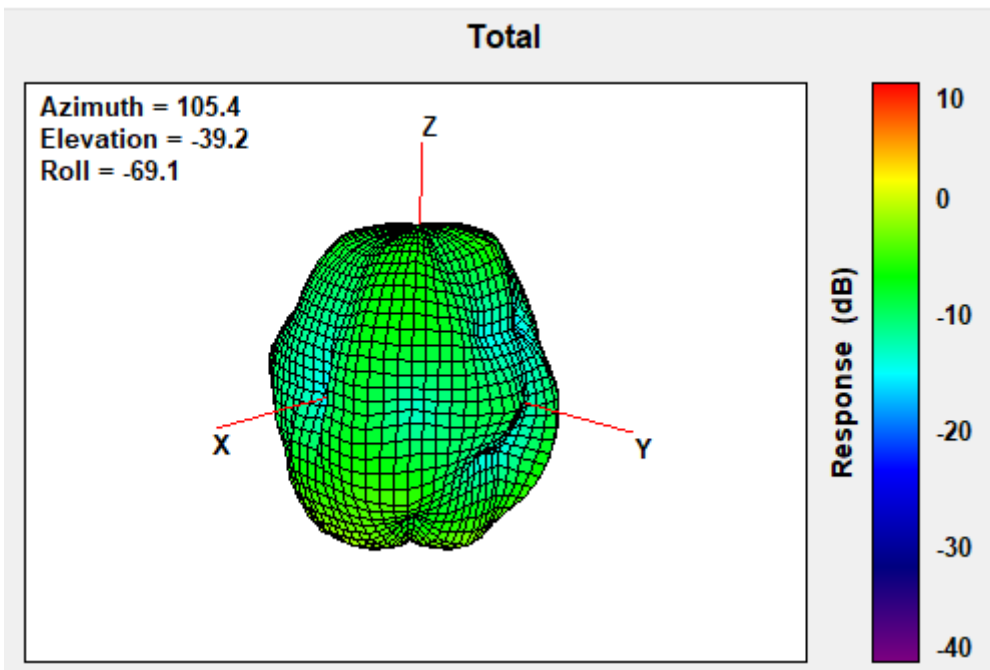 Total
Azimuth = 105.4
Elevation = -39.2
Roll = -69.1
Z
X
Y
Response (dB)
10
0
-10
-20
-30
-40